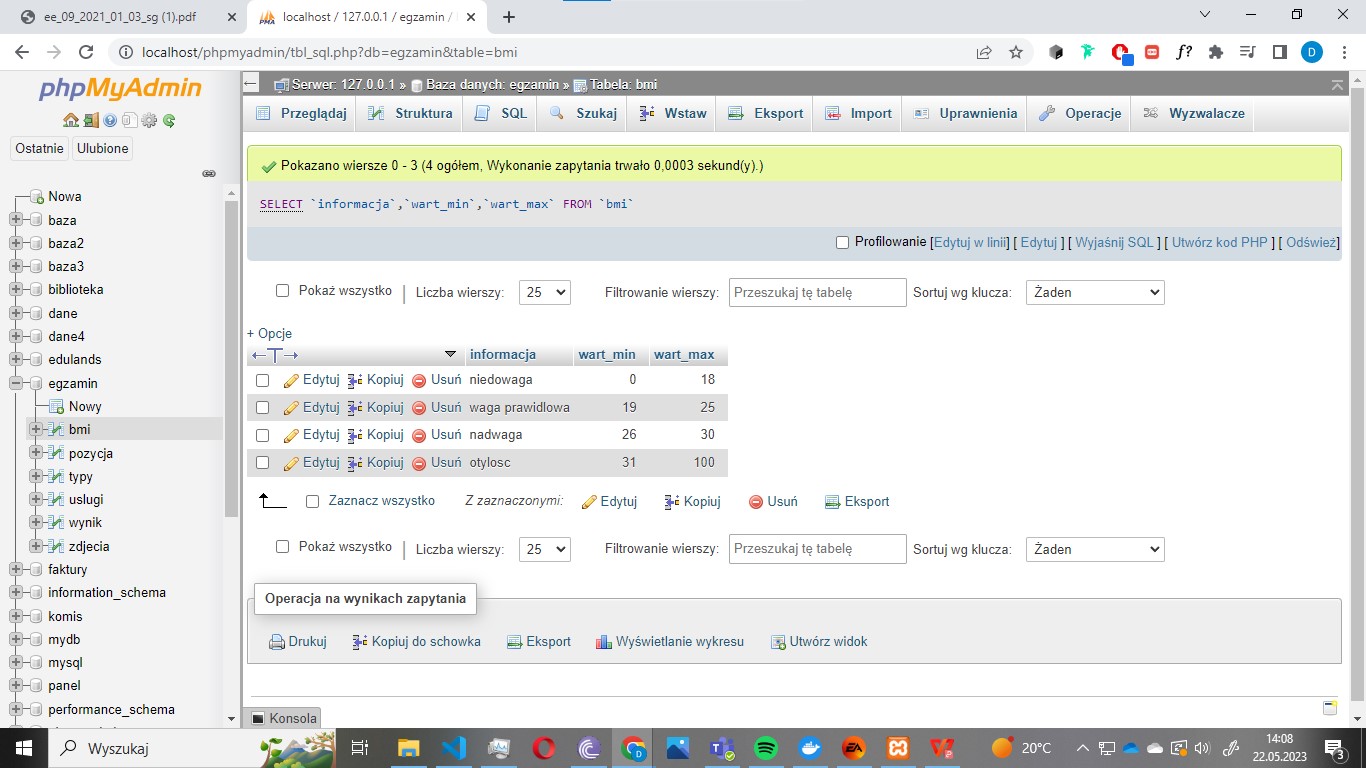 ee_09_2021_01_03_sg (1).pdf
localhost / 127.0.0.1 / egzamin /
localhost/phpmyadmin/tbl_sql.php?db=egzamin&table=bmi
f?
D
phpMyAdmin
Ostatnie Ulubione
Nowa
baza
baza2
baza3
biblioteka
dane
dane4
edulands
egzamin
Nowy
bmi
pozycja
typy
uslugi
wynik
zdjecia
faktury
information_schema
komis
mydb
mysql
panel
performance_schema
Serwer: 127.0.0.1 » Baza danych: egzamin » Tabela: bmi
Przeglądaj Struktura SQL Szukaj Wstaw Eksport Import Uprawnienia Operacje Wyzwalacze
Pokazano wiersze 0 - 3 (4 ogółem, Wykonanie zapytania trwało 0,0003 sekund(y).)
SELECT `informacja`,`wart_min`,`wart_max` FROM `bmi`
Profilowanie [Edytuj w linii] [ Edytuj ] [ Wyjaśnij SQL ] [ Utwórz kod PHP ] [ Odśwież]
Pokaż wszystko | Liczba wierszy: 25 Filtrowanie wierszy: Przeszukaj tę tabelę Sortuj wg klucza: Żaden
+ Opcje
←T→ informacja wart_min wart_max
Edytuj Kopiuj Usuń niedowaga 0 18
Edytuj Kopiuj Usuń waga prawidlowa 19 25
Edytuj Kopiuj Usuń nadwaga 26 30
Edytuj Kopiuj Usuń otylosc 31 100
Zaznacz wszystko Z zaznaczonymi: Edytuj Kopiuj Usuń Eksport
Pokaż wszystko | Liczba wierszy: 25 Filtrowanie wierszy: Przeszukaj tę tabelę Sortuj wg klucza: Żaden
Operacja na wynikach zapytania
Drukuj Kopiuj do schowka Eksport Wyświetlanie wykresu Utwórz widok
Konsola
Wyszukaj
20°C
14:08
22.05.2023
3